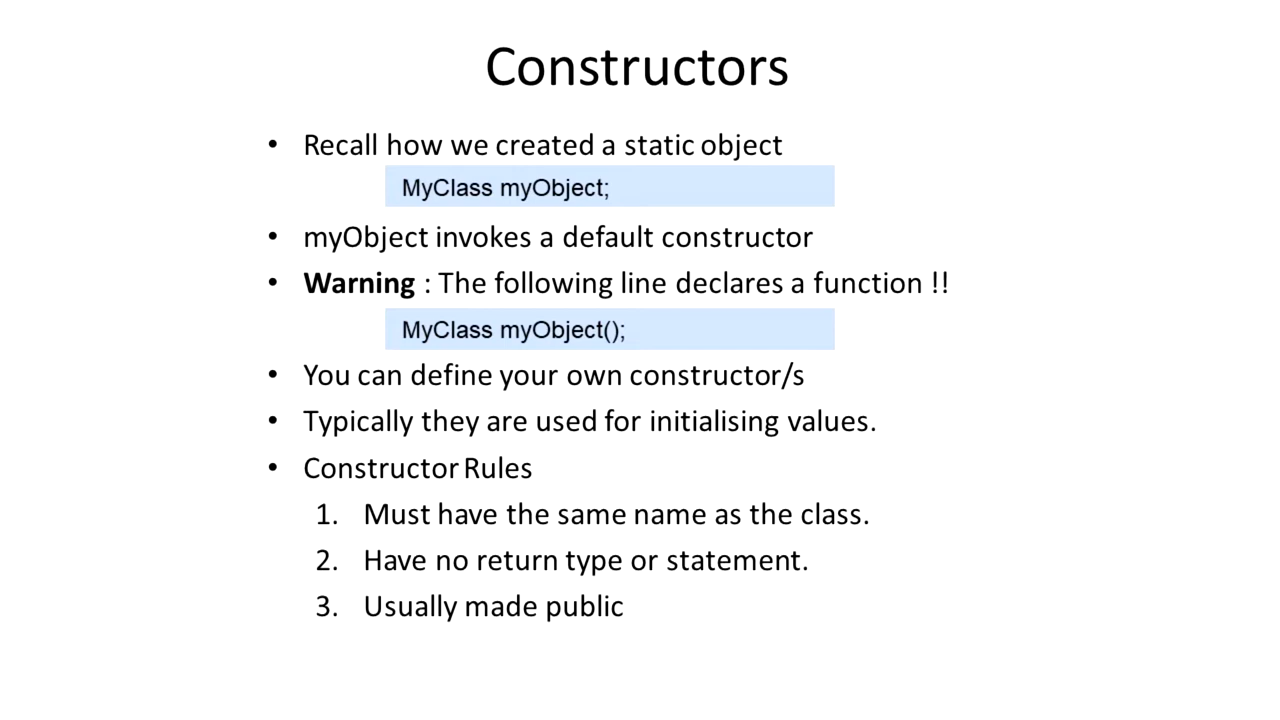 Constructors
• Recall how we created a static object
MyClass myObject;
• myObject invokes a default constructor
• Warning : The following line declares a function !!
MyClass myObject();
• You can define your own constructor/s
• Typically they are used for initialising values.
• Constructor Rules
1. Must have the same name as the class.
2. Have no return type or statement.
3. Usually made public